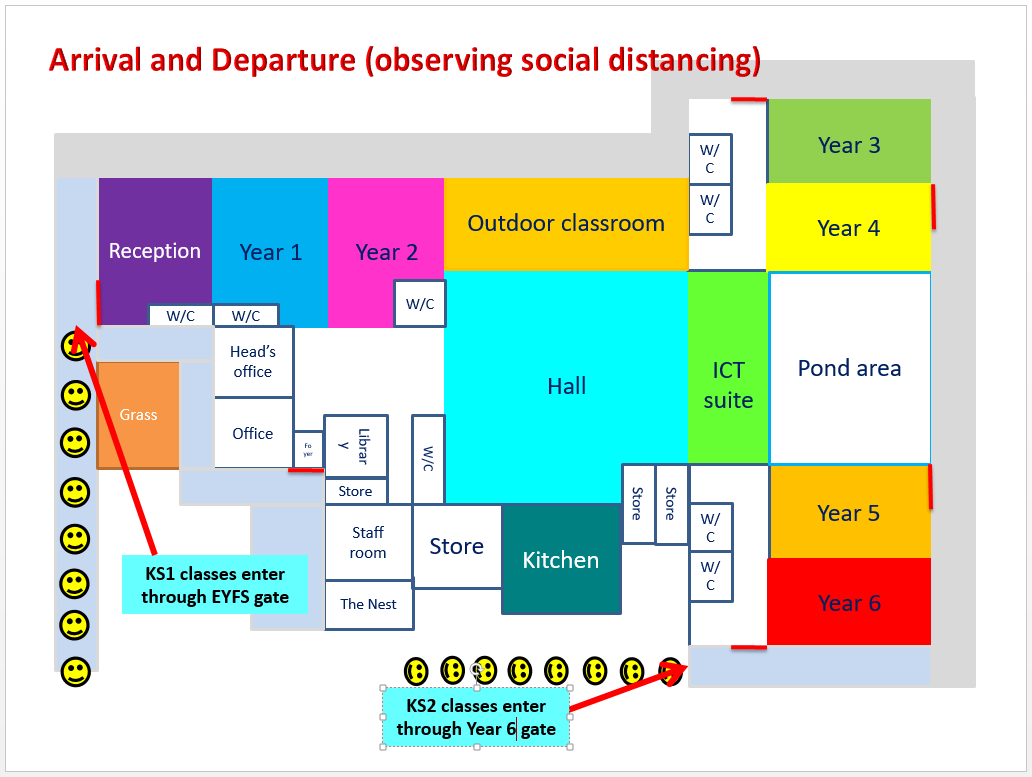 Arrival and Departure (observing social distancing)
W/
C
Year 3
W/
C
Year 4
Outdoor classroom
Reception
Year 1
Year 2
W/C
W/C
W/C
Head's
office
Hall
ICT
suite
Pond area
Grass
Office
Fo
yer
Librar
y
W/C
Store
Store
Store
Staff
room
Store
Kitchen
W/
C
Year 5
W/
C
KS1 classes enter
through EYFS gate
The Nest
Year 6
KS2 classes enter
through Year 6 gate